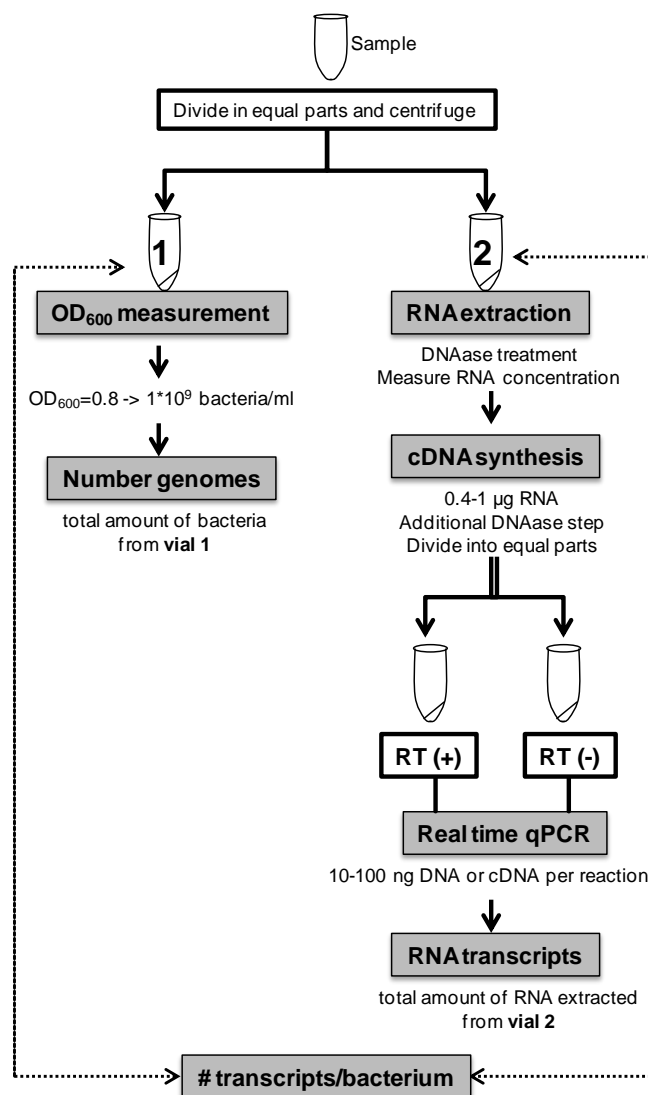 Sample
Divide in equal parts and centrifuge
1
OD₆₀₀ measurement
OD₆₀₀=0.8 -> 1*10⁹ bacteria/ml
Number genomes
total amount of bacteria
from vial 1
2
RNA extraction
DNAase treatment
Measure RNA concentration
cDNA synthesis
0.4-1 µg RNA
Additional DNAase step
Divide into equal parts
RT (+)
RT (-)
Real time qPCR
10-100 ng DNA or cDNA per reaction
RNA transcripts
total amount of RNA extracted
from vial 2
# transcripts/bacterium